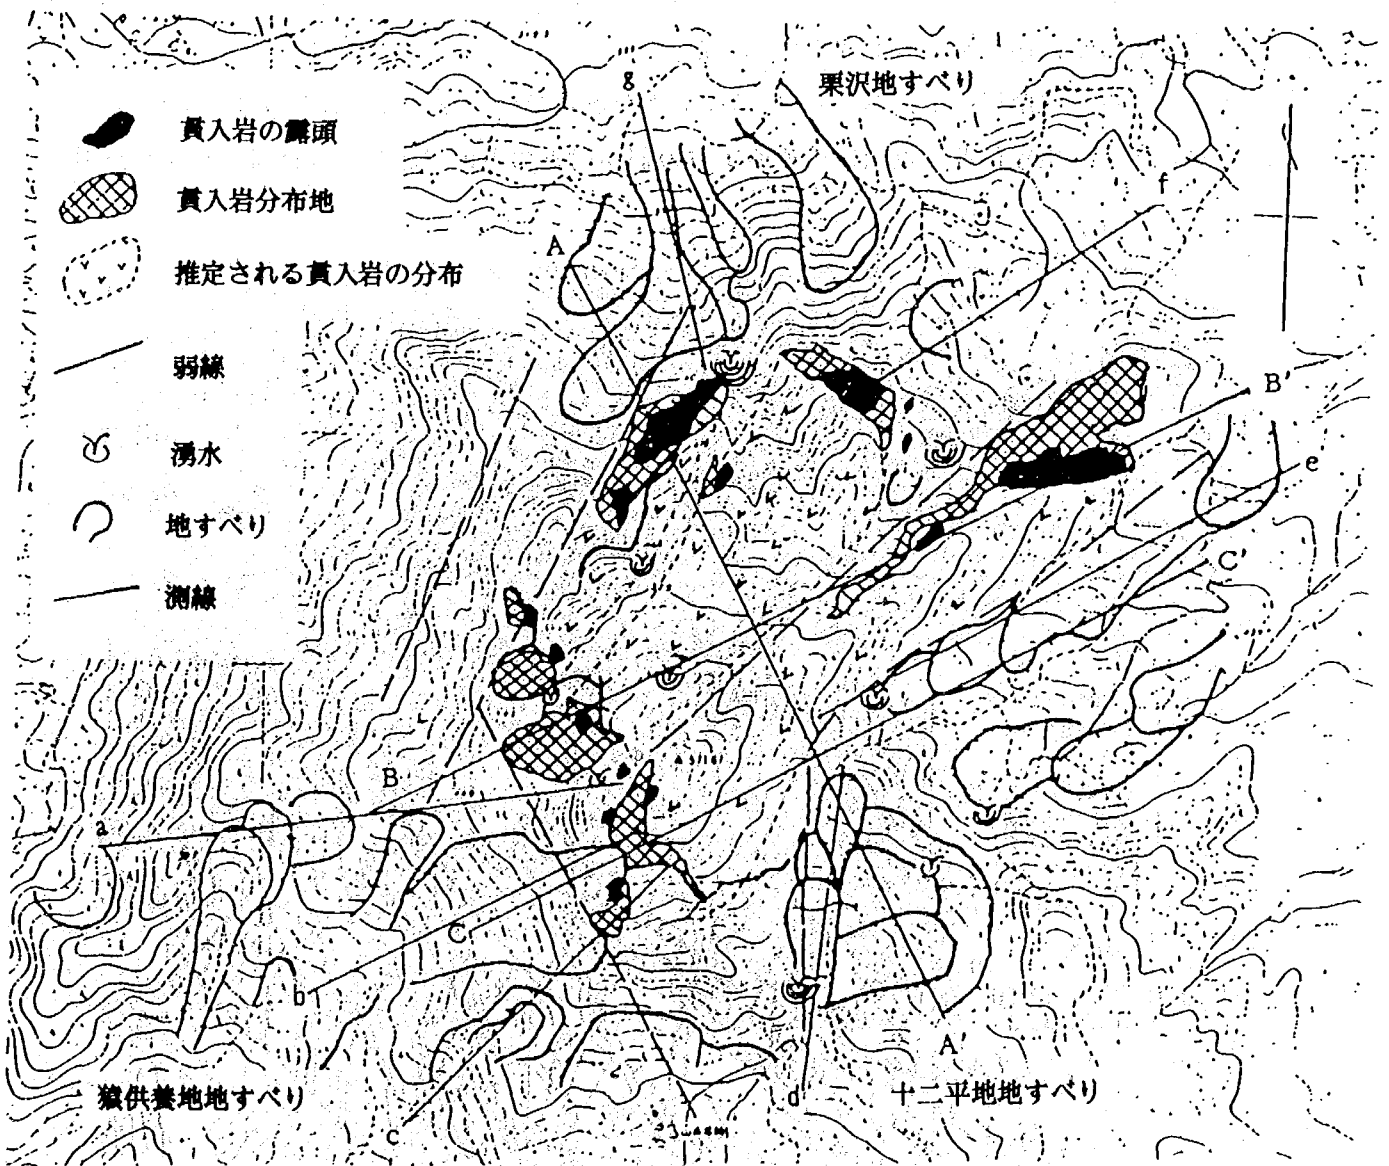 g
栗沢地すべり
貫入岩の露頭
貫入岩分布地
推定される貫入岩の分布
弱線
湧水
地すべり
測線
f
A
B'
e
C'
B
a
C
b
A'
猿供養地地すべり
十二平地地すべり
d
c